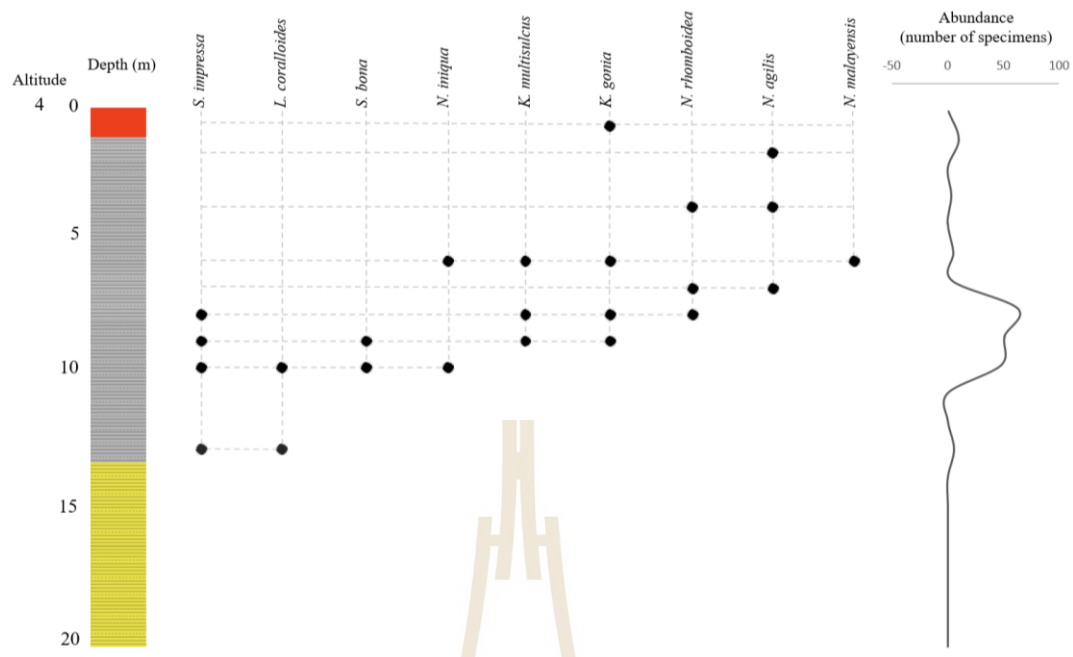 Abundance
(number of specimens)
-50 0 50 100
Depth (m)
Altitude
4 0
S. impressa
L. coralloides
S. bona
N. iniqua
K. multisulcus
K. gonia
N. rhomboidea
N. agilis
N. malayensis
5
10
15
20